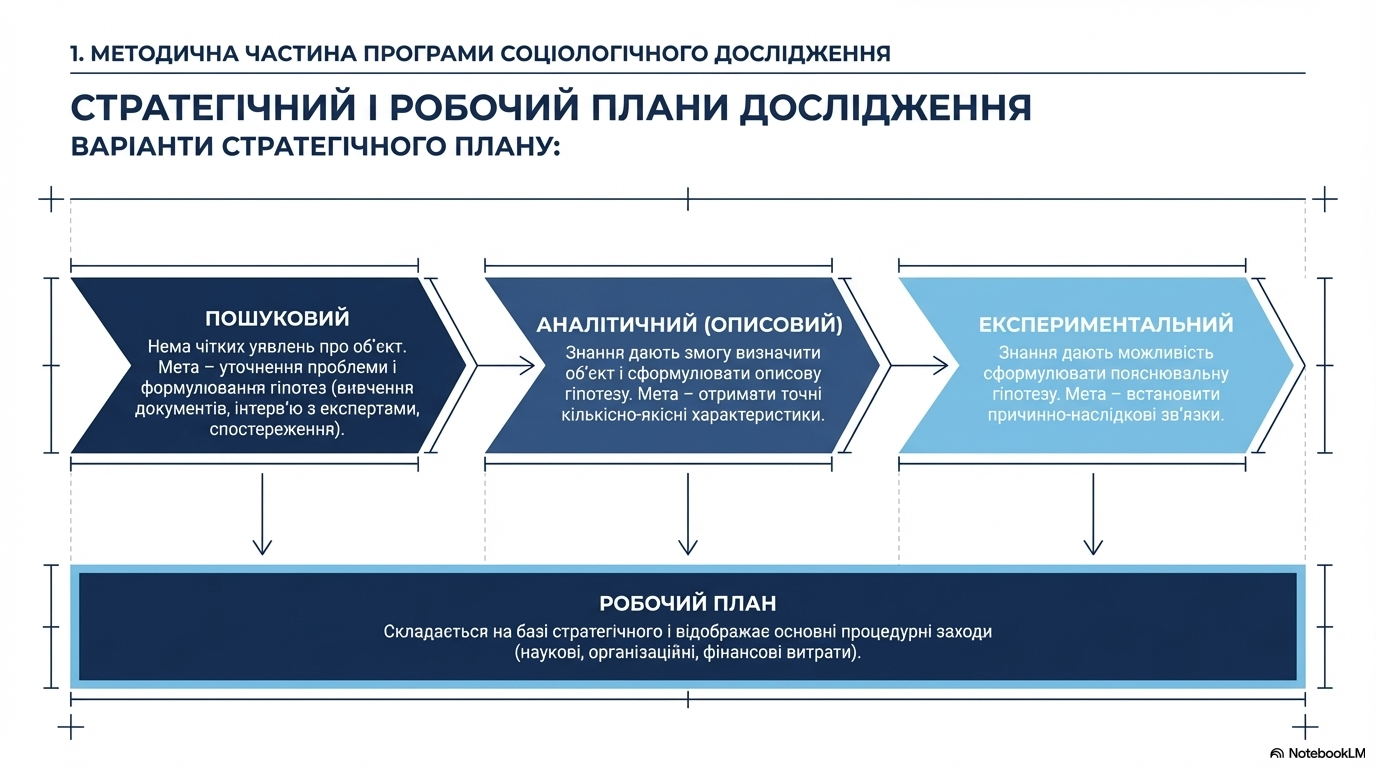 1. МЕТОДИЧНА ЧАСТИНА ПРОГРАМИ СОЦІОЛОГІЧНОГО ДОСЛІДЖЕННЯ
СТРАТЕГІЧНИЙ І РОБОЧИЙ ПЛАНИ ДОСЛІДЖЕННЯ
ВАРІАНТИ СТРАТЕГІЧНОГО ПЛАНУ:
ПОШУКОВИЙ
Нема чітких уявлень про об'єкт.
Мета – уточнення проблеми і
формулювання гіпотез (вивчення
документів, інтерв'ю з експертами,
спостереження).
АНАЛІТИЧНИЙ (ОПИСОВИЙ)
Знання дають змогу визначити
об'єкт і сформулювати описову
гіпотезу. Мета – отримати точні
кількісно-якісні характеристики.
ЕКСПЕРИМЕНТАЛЬНИЙ
Знання дають можливість
сформулювати пояснювальну
гіпотезу. Мета – встановити
причинно-наслідкові зв'язки.
РОБОЧИЙ ПЛАН
Складається на базі стратегічного і відображає основні процедурні заходи
(наукові, організаційні, фінансові витрати).
NotebookLM